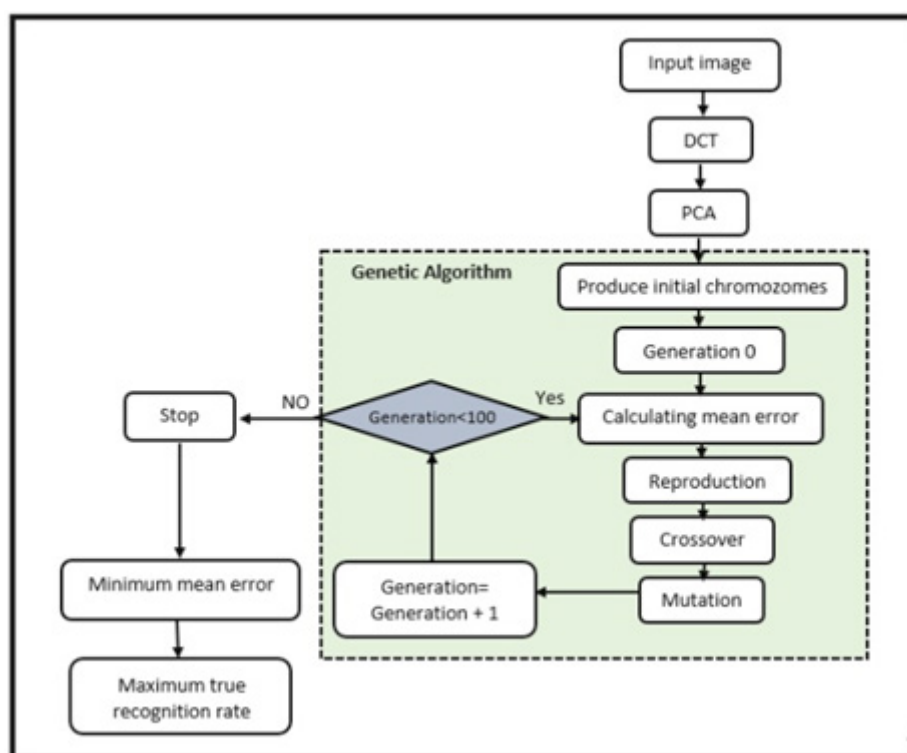 Input image
DCT
PCA
Genetic Algorithm
Produce initial chromozomes
Generation 0
Calculating mean error
Reproduction
Crossover
Mutation
Generation=
Generation + 1
Generation<100
Yes
NO
Stop
Minimum mean error
Maximum true
recognition rate